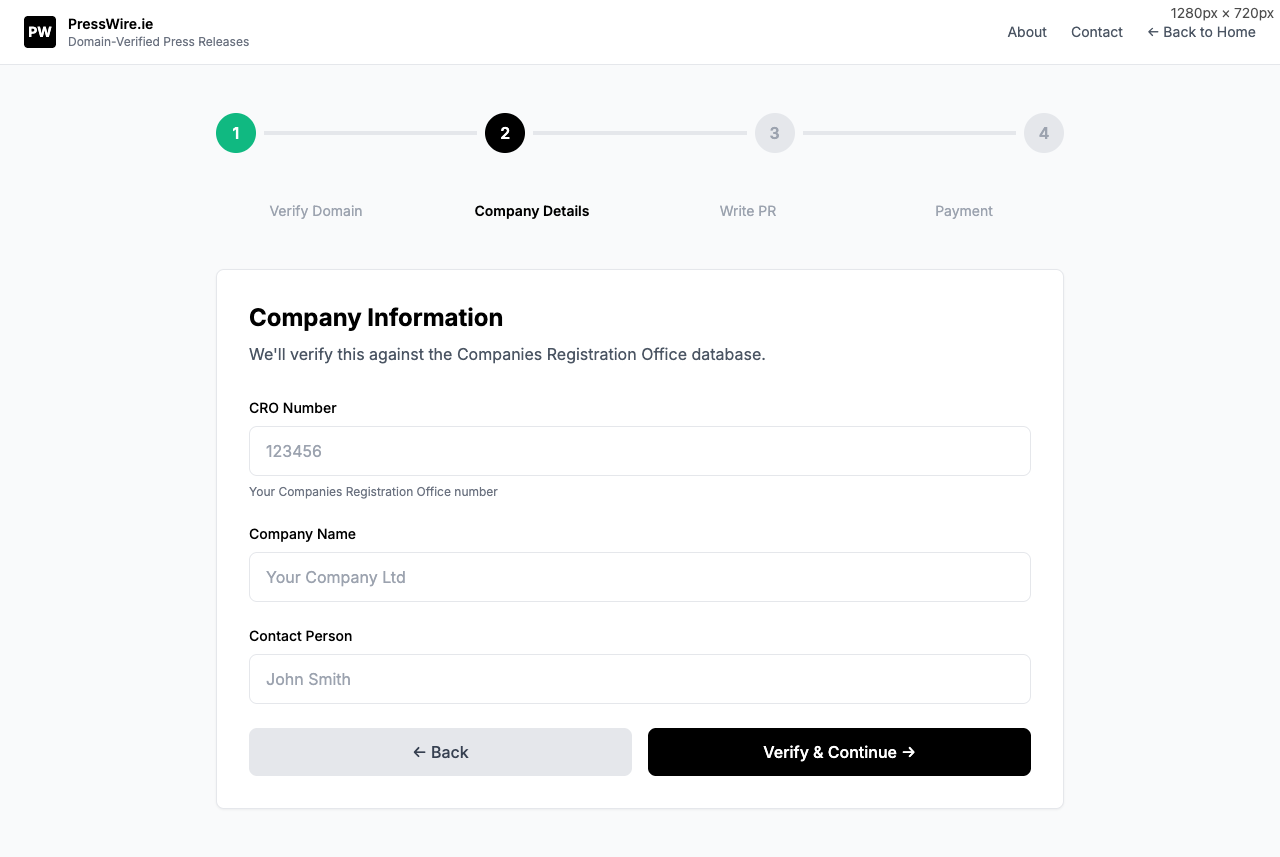 1280px × 720px
PW
PressWire.ie
Domain-Verified Press Releases
About
Contact
← Back to Home
1
2
3
4
Verify Domain
Company Details
Write PR
Payment
Company Information
We'll verify this against the Companies Registration Office database.
CRO Number
123456
Your Companies Registration Office number
Company Name
Your Company Ltd
Contact Person
John Smith
← Back
Verify & Continue →